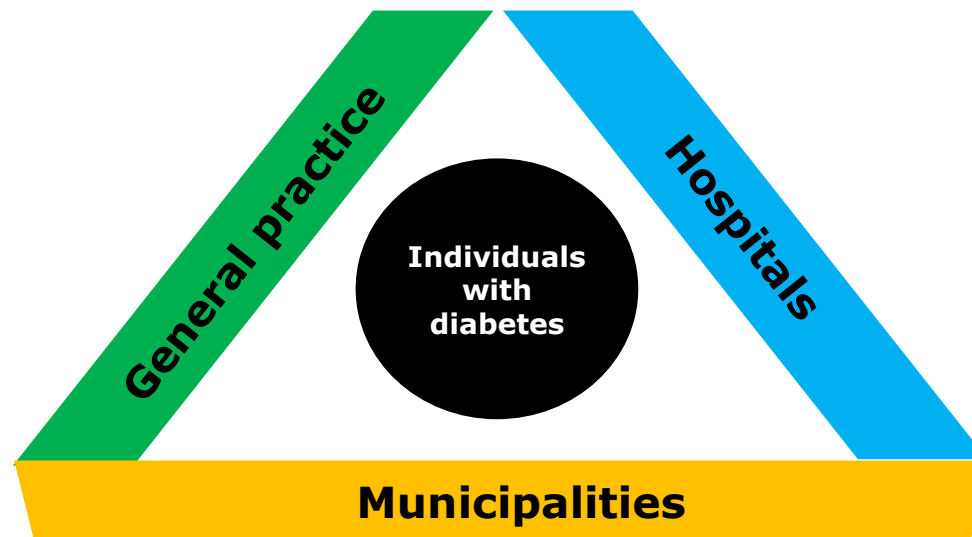 General practice
Hospitals
Individuals
with
diabetes
Municipalities